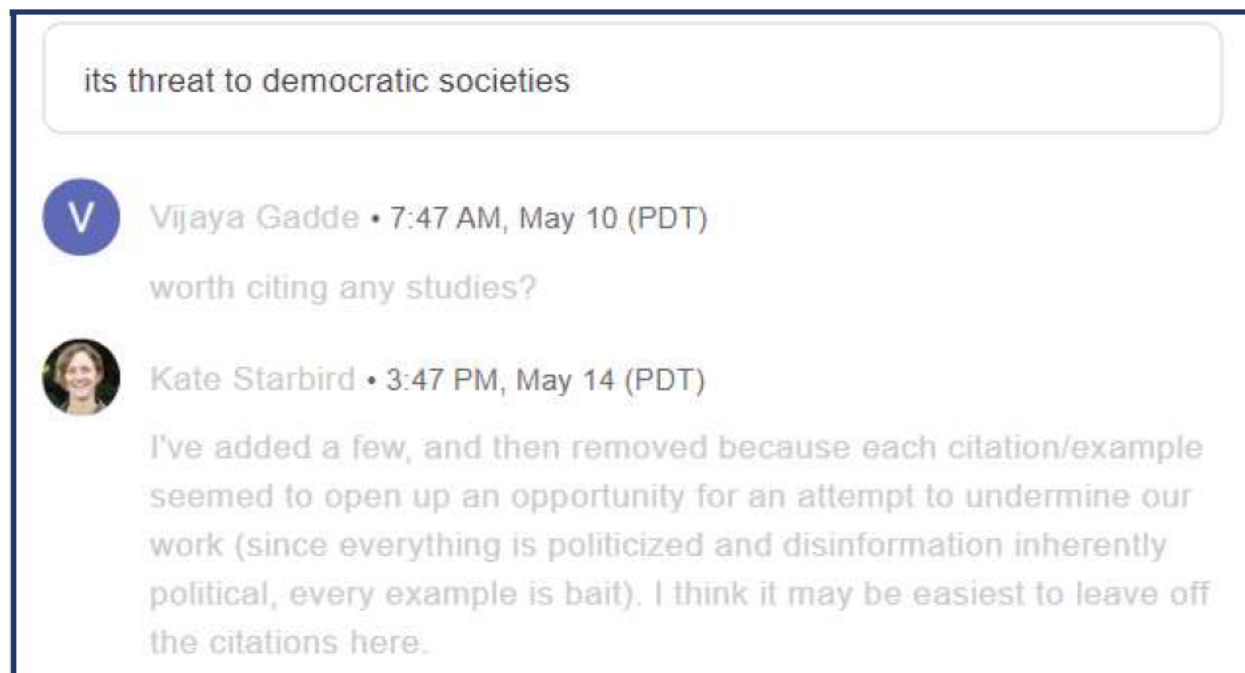 its threat to democratic societies
V
Vijaya Gadde • 7:47 AM, May 10 (PDT)
worth citing any studies?
Kate Starbird • 3:47 PM, May 14 (PDT)
I've added a few, and then removed because each citation/example
seemed to open up an opportunity for an attempt to undermine our
work (since everything is politicized and disinformation inherently
political, every example is bait). I think it may be easiest to leave off
the citations here.